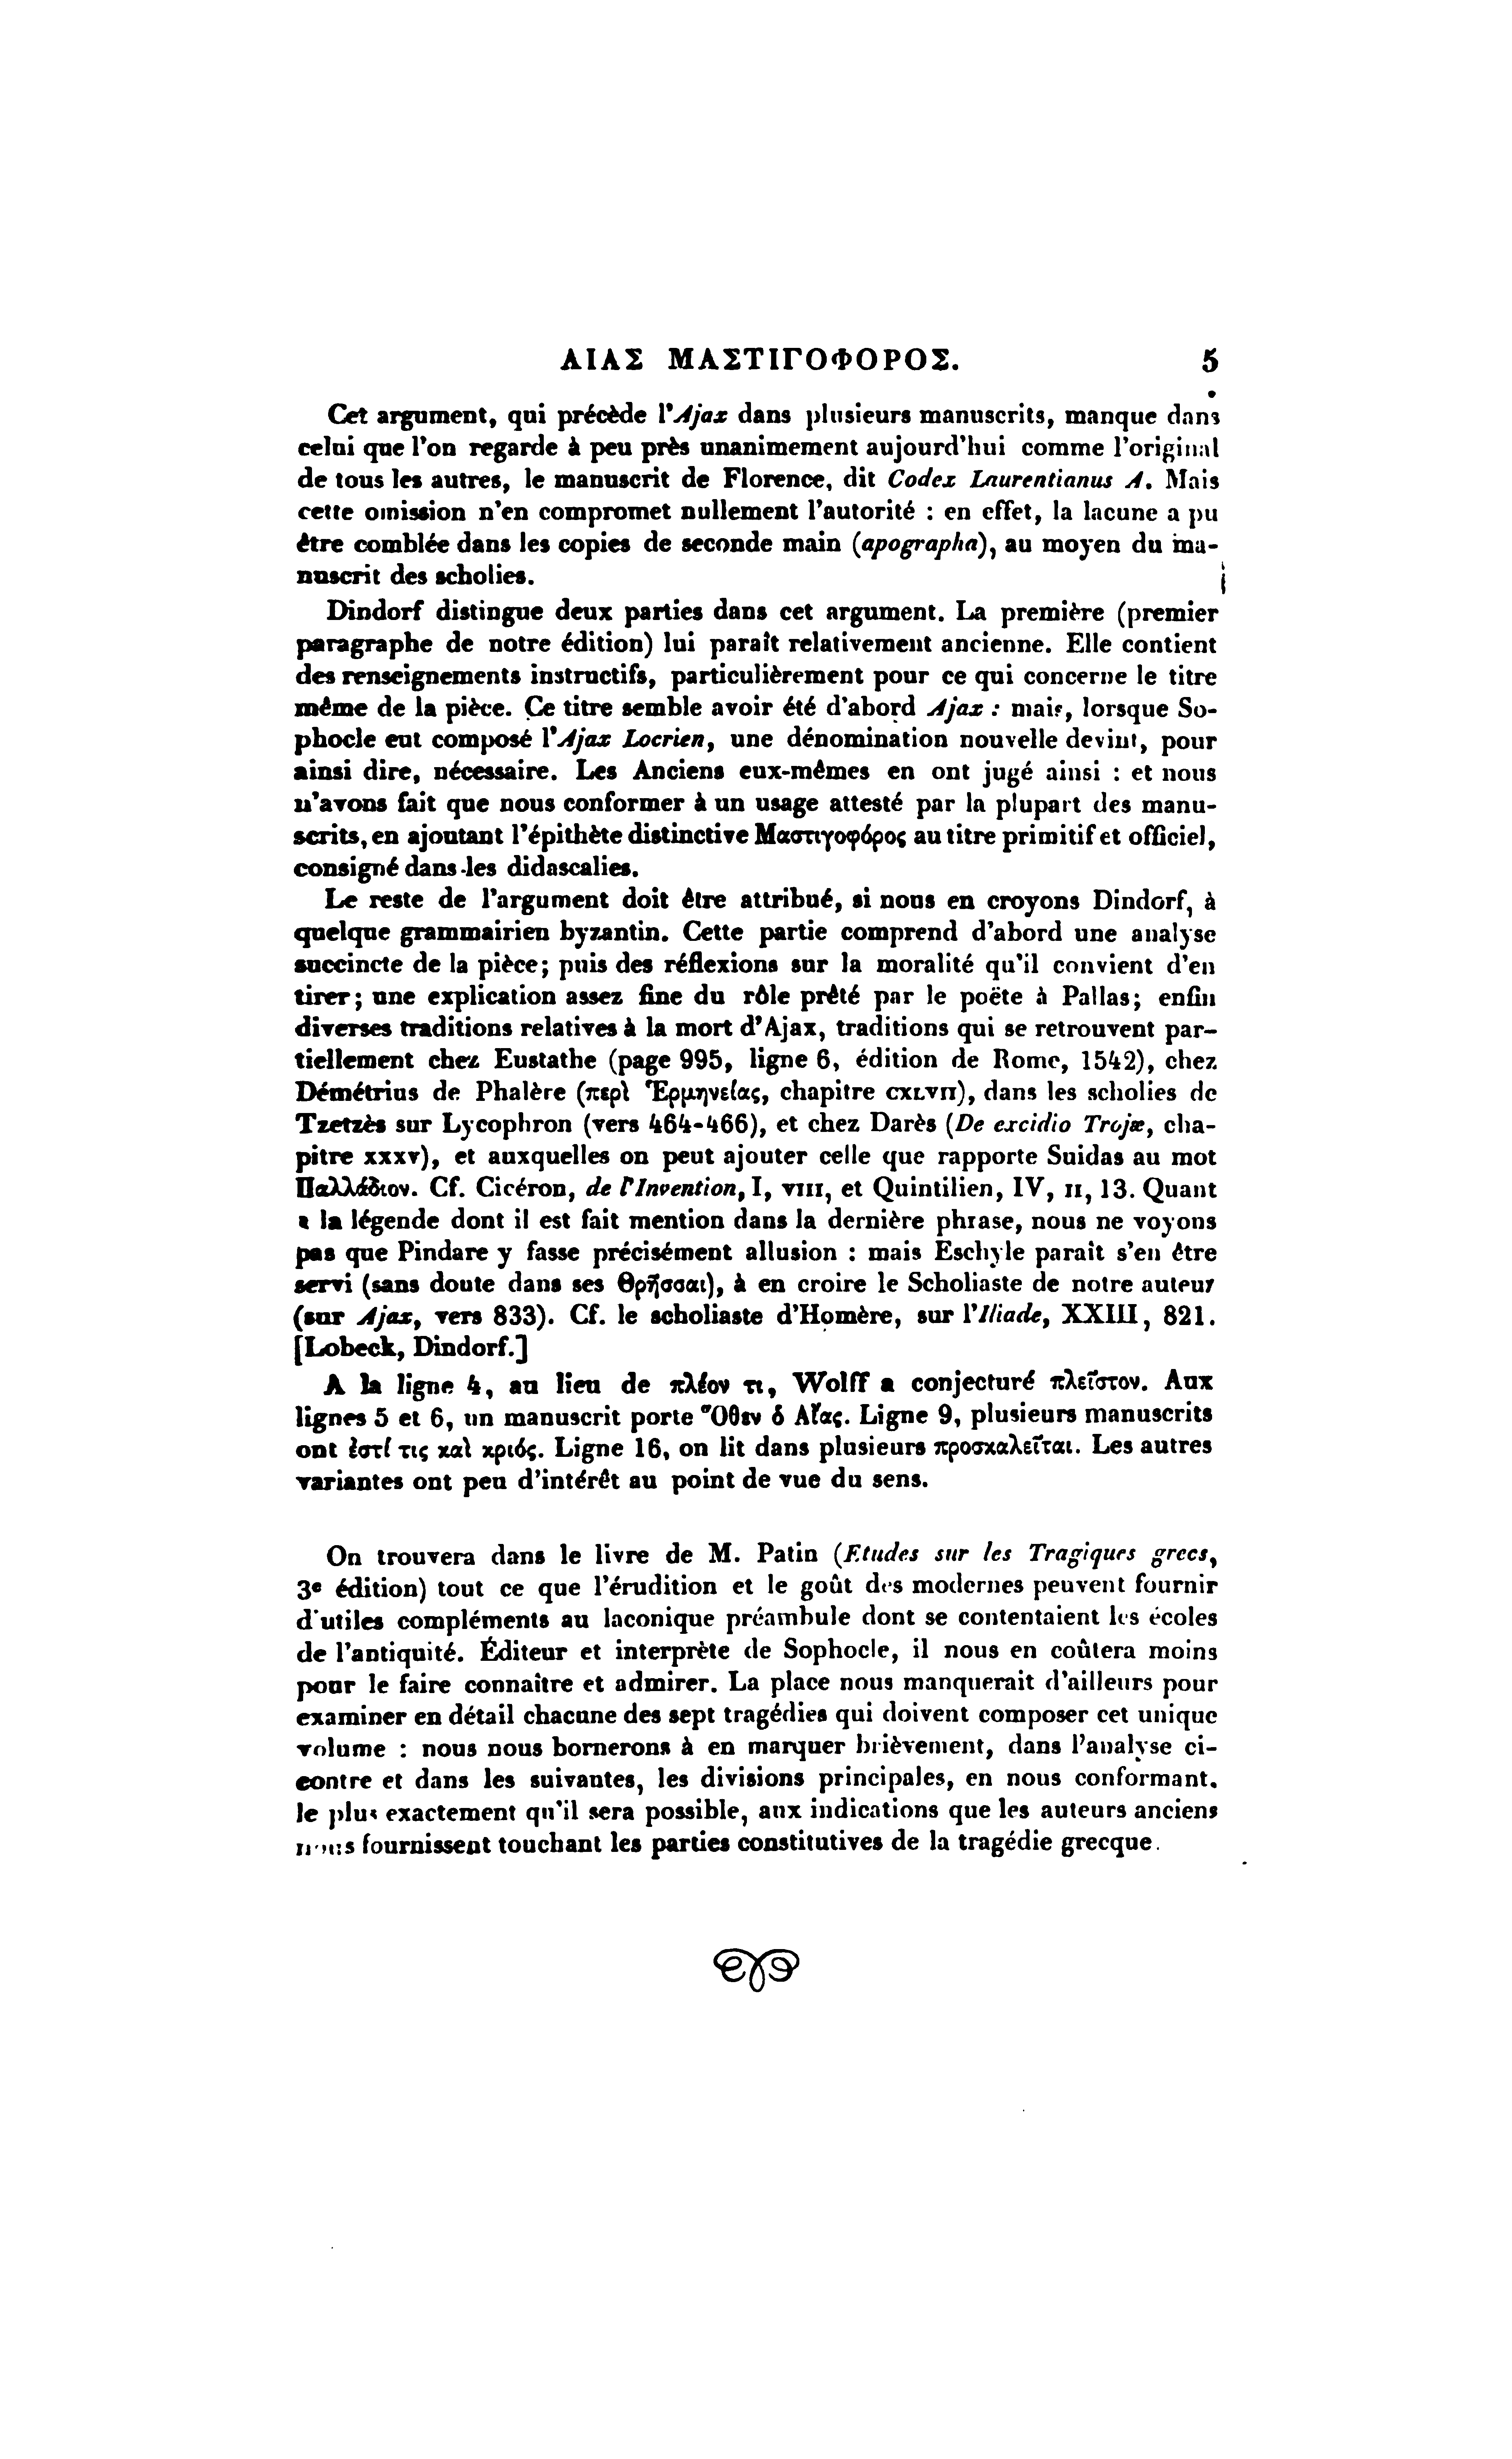 ΑΙΑΣ ΜΑΣΤΙΓΟΦΟΡΟΣ. 5
Cet argument, qui précède l'Ajax dans plusieurs manuscrits, manque dans
celui que l'on regarde à peu près unanimement aujourd'hui comme l'original
de tous les autres, le manuscrit de Florence, dit Codex Laurentianus A. Mais
cette omission n'en compromet nullement l'autorité : en effet, la lacune a pu
être comblée dans les copies de seconde main (apographa), au moyen du ma-
nuscrit des scholies.
Dindorf distingue deux parties dans cet argument. La première (premier
paragraphe de notre édition) lui paraît relativement ancienne. Elle contient
des renseignements instructifs, particulièrement pour ce qui concerne le titre
même de la pièce. Ce titre semble avoir été d'abord Ajax : mais, lorsque So-
phocle eut composé l'Ajax Locrien, une dénomination nouvelle devint, pour
ainsi dire, nécessaire. Les Anciens eux-mêmes en ont jugé ainsi : et nous
n'avons fait que nous conformer à un usage attesté par la plupart des manu-
scrits, en ajoutant l'épithète distinctive Μαστιγοφόρος au titre primitif et officiel,
consigné dans les didascalies.
Le reste de l'argument doit être attribué, si nous en croyons Dindorf, à
quelque grammairien byzantin. Cette partie comprend d'abord une analyse
succincte de la pièce; puis des réflexions sur la moralité qu'il convient d'en
tirer; une explication assez fine du rôle prêté par le poëte à Pallas; enfin
diverses traditions relatives à la mort d'Ajax, traditions qui se retrouvent par-
tiellement chez Eustathe (page 995, ligne 6, édition de Rome, 1542), chez
Démétrius de Phalère (περὶ Ἑρμηνείας, chapitre CXLVII), dans les scholies de
Tzetzès sur Lycophron (vers 464-466), et chez Darès (De excidio Trojæ, cha-
pitre XXXV), et auxquelles on peut ajouter celle que rapporte Suidas au mot
Παλλάδιον. Cf. Cicéron, de l'Invention, I, VIII, et Quintilien, IV, II, 13. Quant
à la légende dont il est fait mention dans la dernière phrase, nous ne voyons
pas que Pindare y fasse précisément allusion : mais Eschyle paraît s'en être
servi (sans doute dans ses Θρῆσσαι), à en croire le Scholiaste de notre auteur
(sur Ajax, vers 833). Cf. le scholiaste d'Homère, sur l'Iliade, XXIII, 821.
[Lobeck, Dindorf.]
A la ligne 4, au lieu de πλέον τι, Wolff a conjecturé πλεῖστον. Aux
lignes 5 et 6, un manuscrit porte Ὅθεν ὁ Αἴας. Ligne 9, plusieurs manuscrits
ont ἐστί τις καὶ κριός. Ligne 16, on lit dans plusieurs προσκαλεῖται. Les autres
variantes ont peu d'intérêt au point de vue du sens.
On trouvera dans le livre de M. Patin (Etudes sur les Tragiques grecs,
3e édition) tout ce que l'érudition et le goût des modernes peuvent fournir
d'utiles compléments au laconique préambule dont se contentaient les écoles
de l'antiquité. Éditeur et interprète de Sophocle, il nous en coûtera moins
pour le faire connaître et admirer. La place nous manquerait d'ailleurs pour
examiner en détail chacune des sept tragédies qui doivent composer cet unique
volume : nous nous bornerons à en marquer brièvement, dans l'analyse ci-
contre et dans les suivantes, les divisions principales, en nous conformant,
le plus exactement qu'il sera possible, aux indications que les auteurs anciens
nous fournissent touchant les parties constitutives de la tragédie grecque.